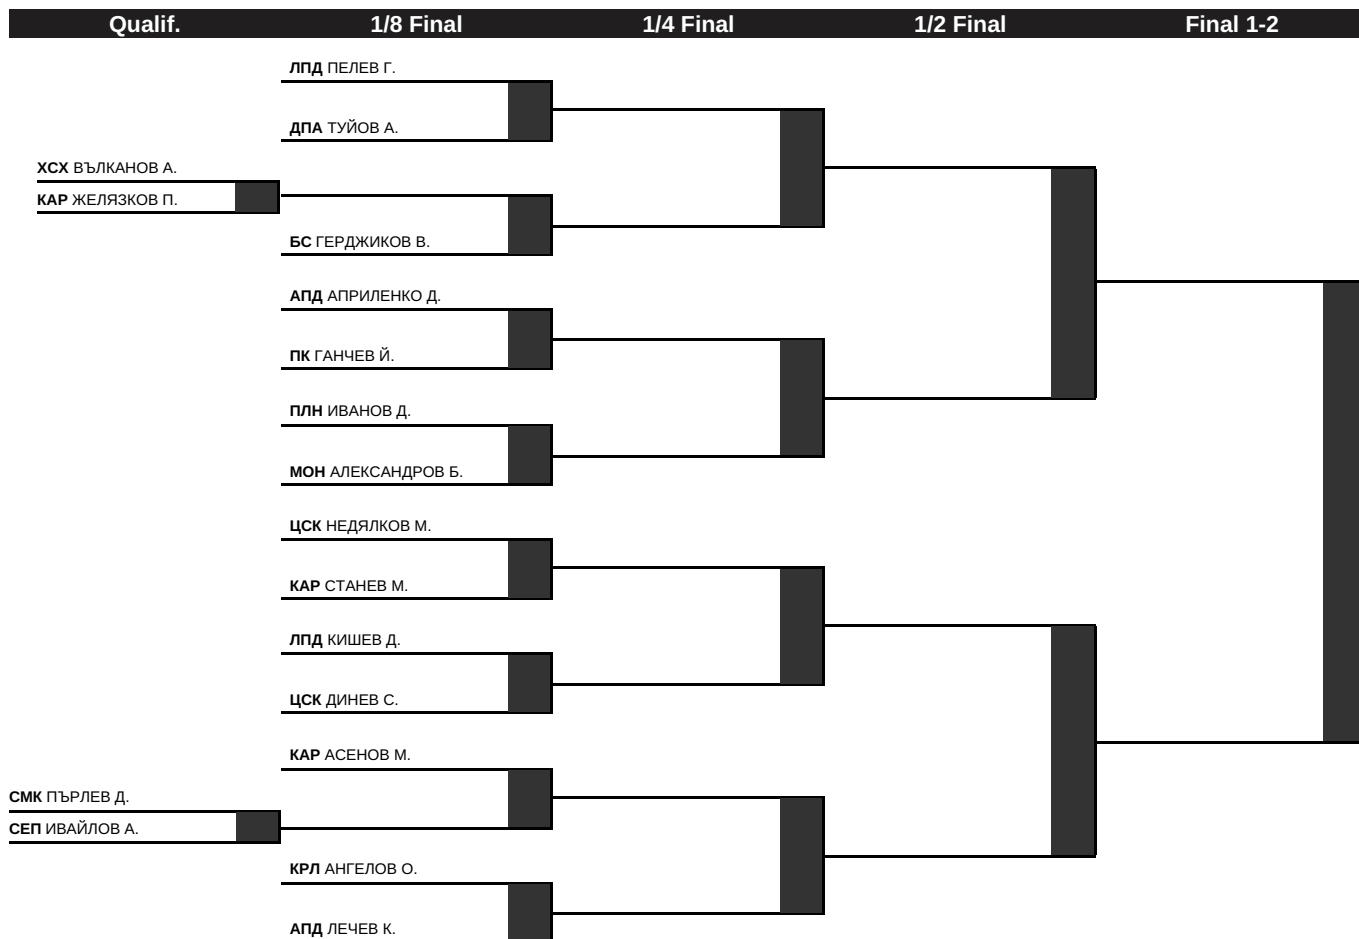 Qualif. 1/8 Final 1/4 Final 1/2 Final Final 1-2
ЛПД ПЕЛЕВ Г.
ДПА ТУЙОВ А.
ХСХ ВЪЛКАНОВ А.
КАР ЖЕЛЯЗКОВ П.
БС ГЕРДЖИКОВ В.
АПД АПРИЛЕНКО Д.
ПК ГАНЧЕВ Й.
ПЛН ИВАНОВ Д.
МОН АЛЕКСАНДРОВ Б.
ЦСК НЕДЯЛКОВ М.
КАР СТАНЕВ М.
ЛПД КИШЕВ Д.
ЦСК ДИНЕВ С.
КАР АСЕНОВ М.
СМК ПЪРЛЕВ Д.
СЕП ИВАЙЛОВ А.
КРЛ АНГЕЛОВ О.
АПД ЛЕЧЕВ К.